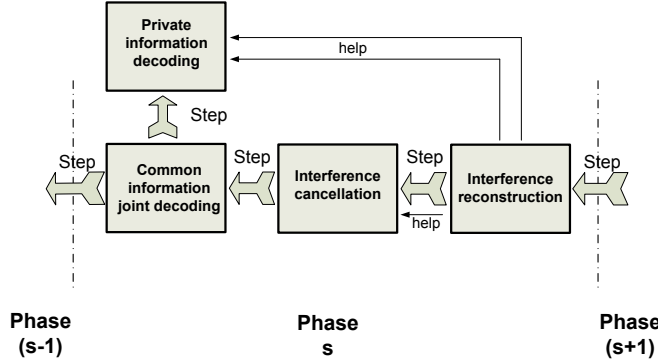 Private
information
decoding
help
Step
Step
Common
information
joint decoding
Step
Interference
cancellation
Step
help
Interference
reconstruction
Step
Phase
(s-1)
Phase
s
Phase
(s+1)